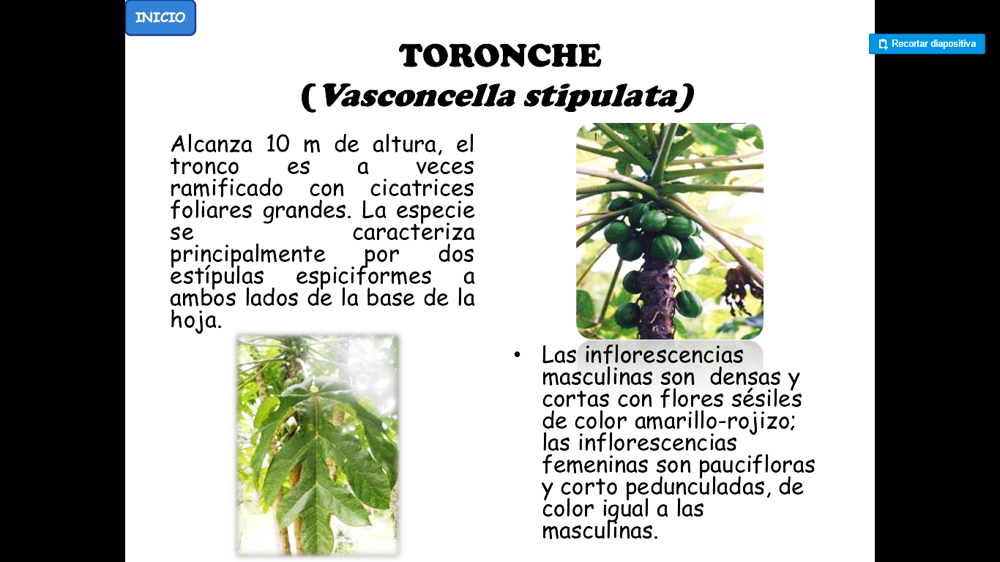 INICIO
Recortar diapositiva
TORONCHE
(Vasconcella stipulata)
Alcanza 10 m de altura, el
tronco es a veces
ramificado con cicatrices
foliares grandes. La especie
se caracteriza
principalmente por dos
estípulas espiciformes a
ambos lados de la base de la
hoja.
• Las inflorescencias
masculinas son densas y
cortas con flores sésiles
de color amarillo-rojizo;
las inflorescencias
femeninas son paucifloras
y corto pedunculadas, de
color igual a las
masculinas.